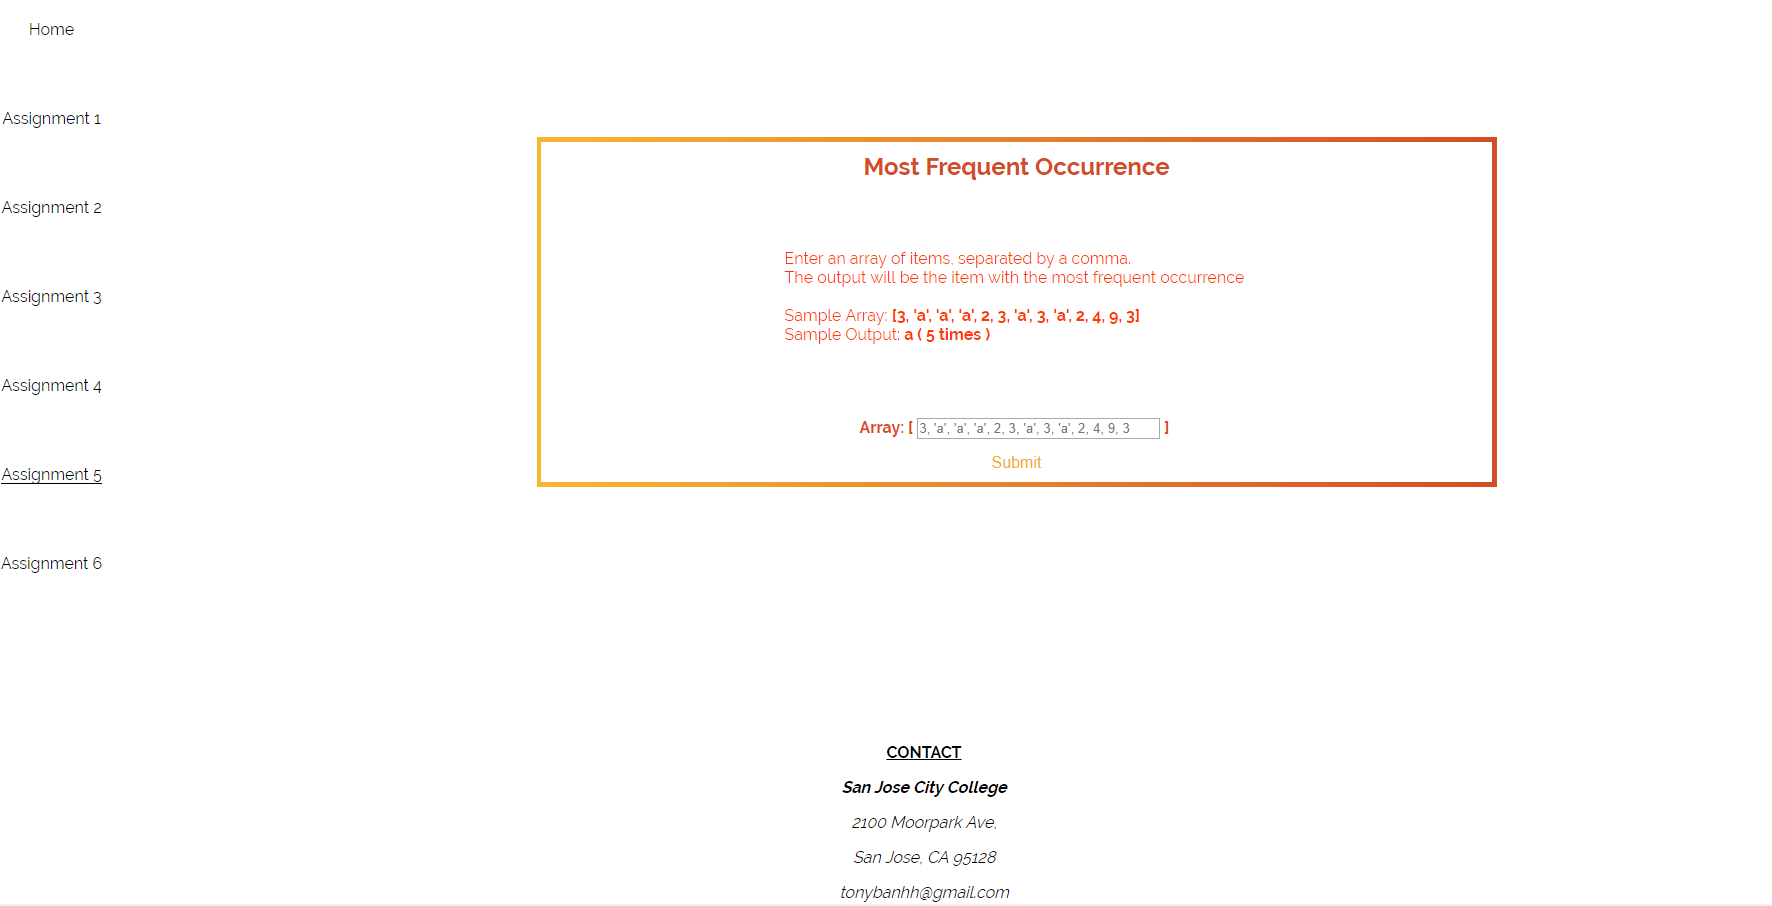 Home
Assignment 1
Assignment 2
Assignment 3
Assignment 4
Assignment 5
Assignment 6
Most Frequent Occurrence
Enter an array of items, separated by a comma.
The output will be the item with the most frequent occurrence
Sample Array: [3, 'a', 'a', 'a', 2, 3, 'a', 3, 'a', 2, 4, 9, 3]
Sample Output: a ( 5 times )
Array: [ 3, 'a', 'a', 'a', 2, 3, 'a', 3, 'a', 2, 4, 9, 3 ]
Submit
CONTACT
San Jose City College
2100 Moorpark Ave,
San Jose, CA 95128
tonybanhh@gmail.com